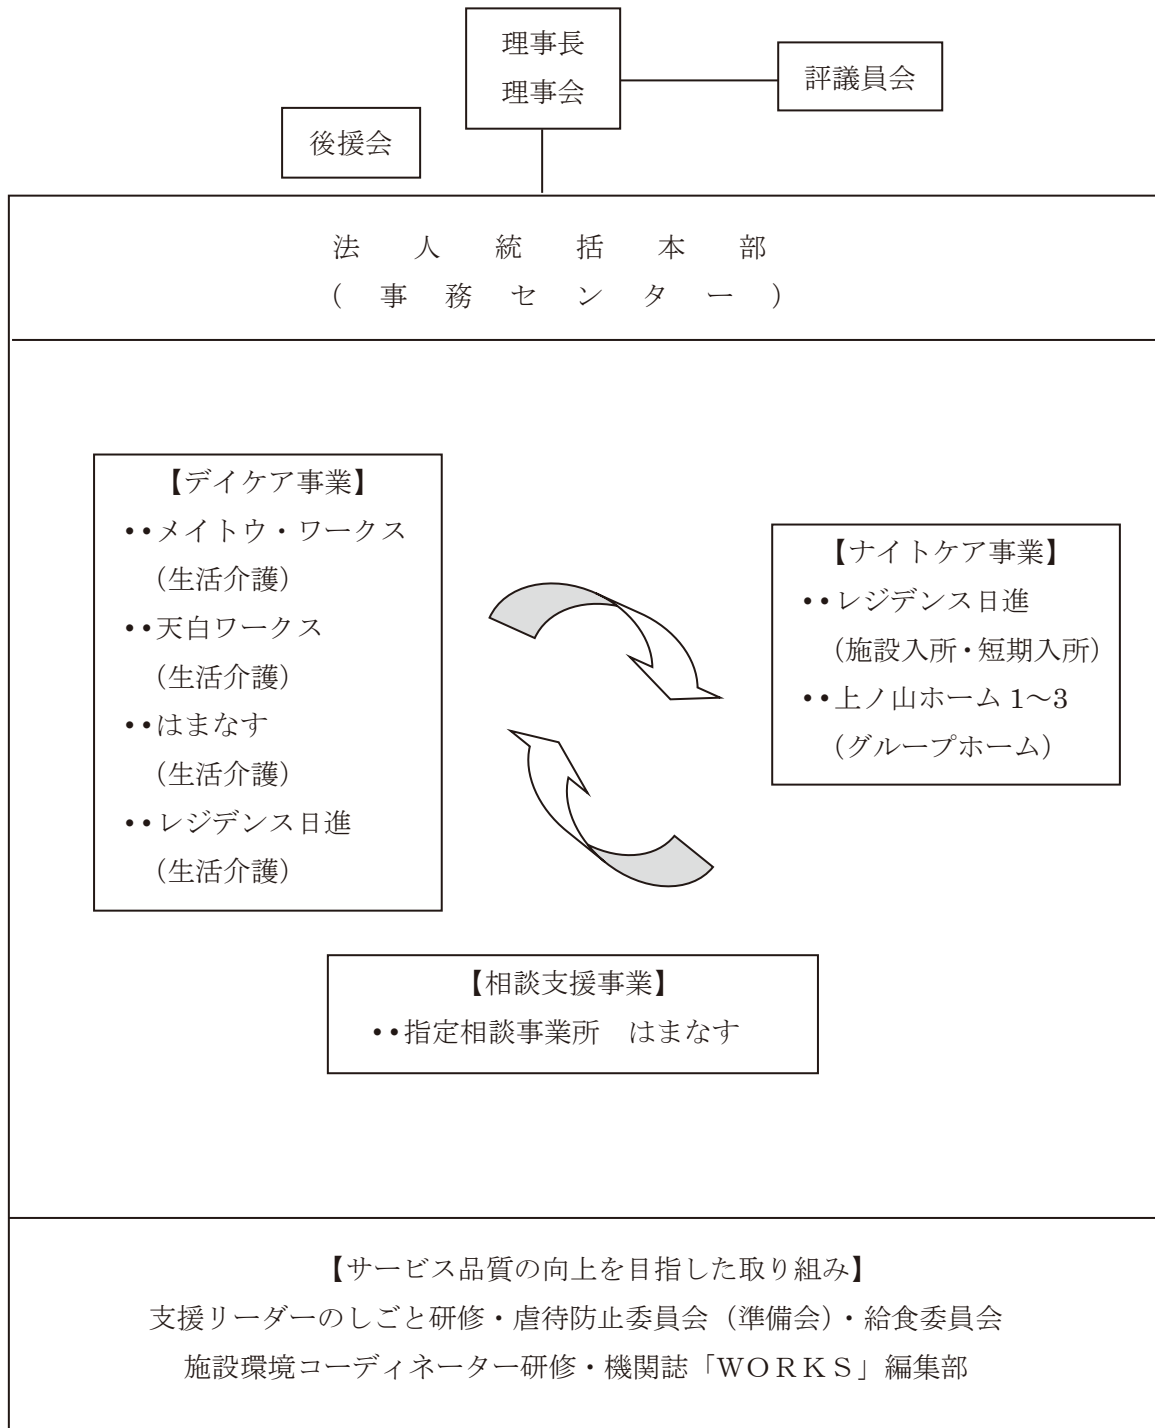 理事長
理事会
評議員会
後援会
法人統括本部
(事務センター)
【デイケア事業】
••メイトウ・ワークス
(生活介護)
••天白ワークス
(生活介護)
••はまなす
(生活介護)
••レジデンス日進
(生活介護)
【ナイトケア事業】
••レジデンス日進
(施設入所・短期入所)
••上ノ山ホーム 1〜3
(グループホーム)
【相談支援事業】
••指定相談事業所　はまなす
【サービス品質の向上を目指した取り組み】
支援リーダーのしごと研修・虐待防止委員会（準備会）・給食委員会
施設環境コーディネーター研修・機関誌「ＷＯＲＫＳ」編集部